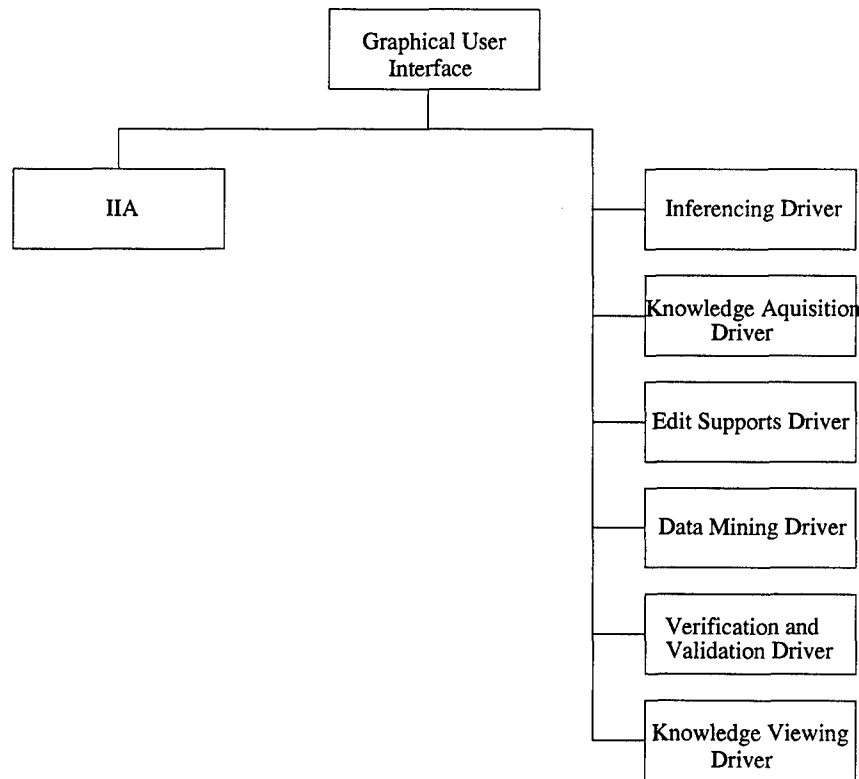 Graphical User
Interface
IIA
Inferencing Driver
Knowledge Aquisition
Driver
Edit Supports Driver
Data Mining Driver
Verification and
Validation Driver
Knowledge Viewing
Driver